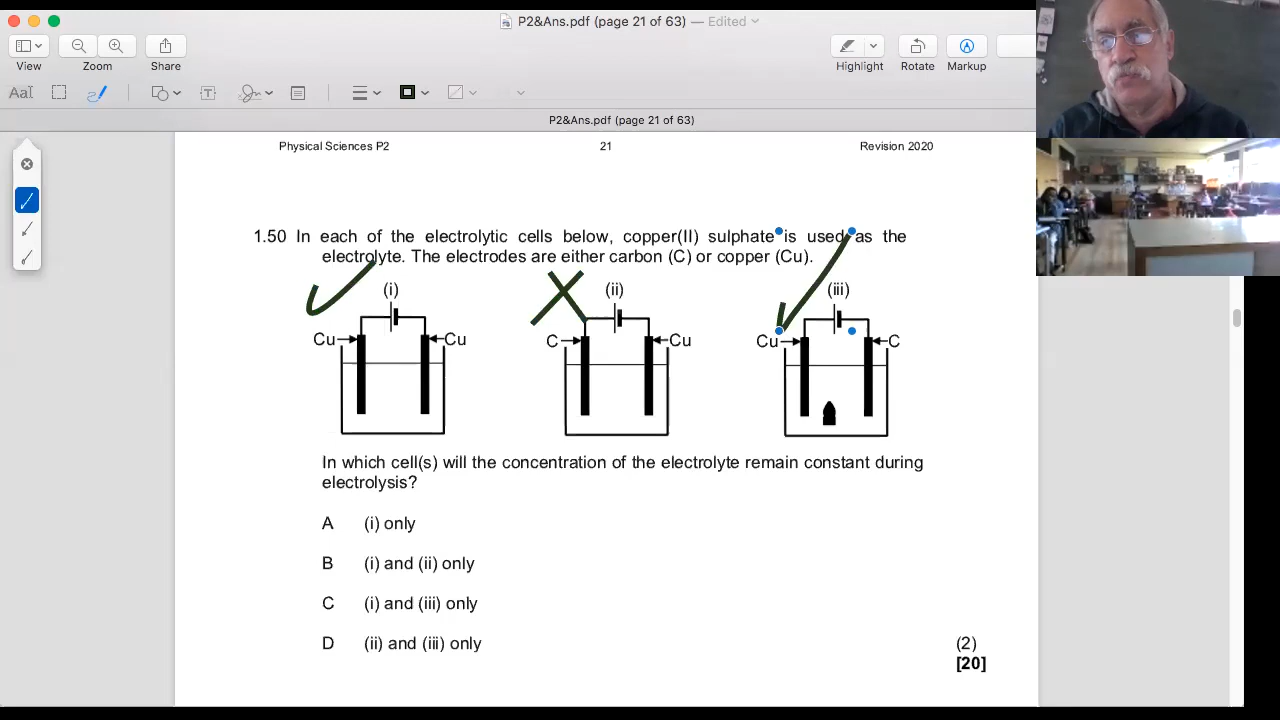 P2&Ans.pdf (page 21 of 63) — Edited
View
Zoom
Share
Highlight
Rotate
Markup
AaI
P2&Ans.pdf (page 21 of 63)
Physical Sciences P2 21 Revision 2020
1.50 In each of the electrolytic cells below, copper(II) sulphate is used as the
electrolyte. The electrodes are either carbon (C) or copper (Cu).
(i) (ii) (iii)
Cu Cu C Cu Cu C
In which cell(s) will the concentration of the electrolyte remain constant during
electrolysis?
A (i) only
B (i) and (ii) only
C (i) and (iii) only
D (ii) and (iii) only (2)
[20]